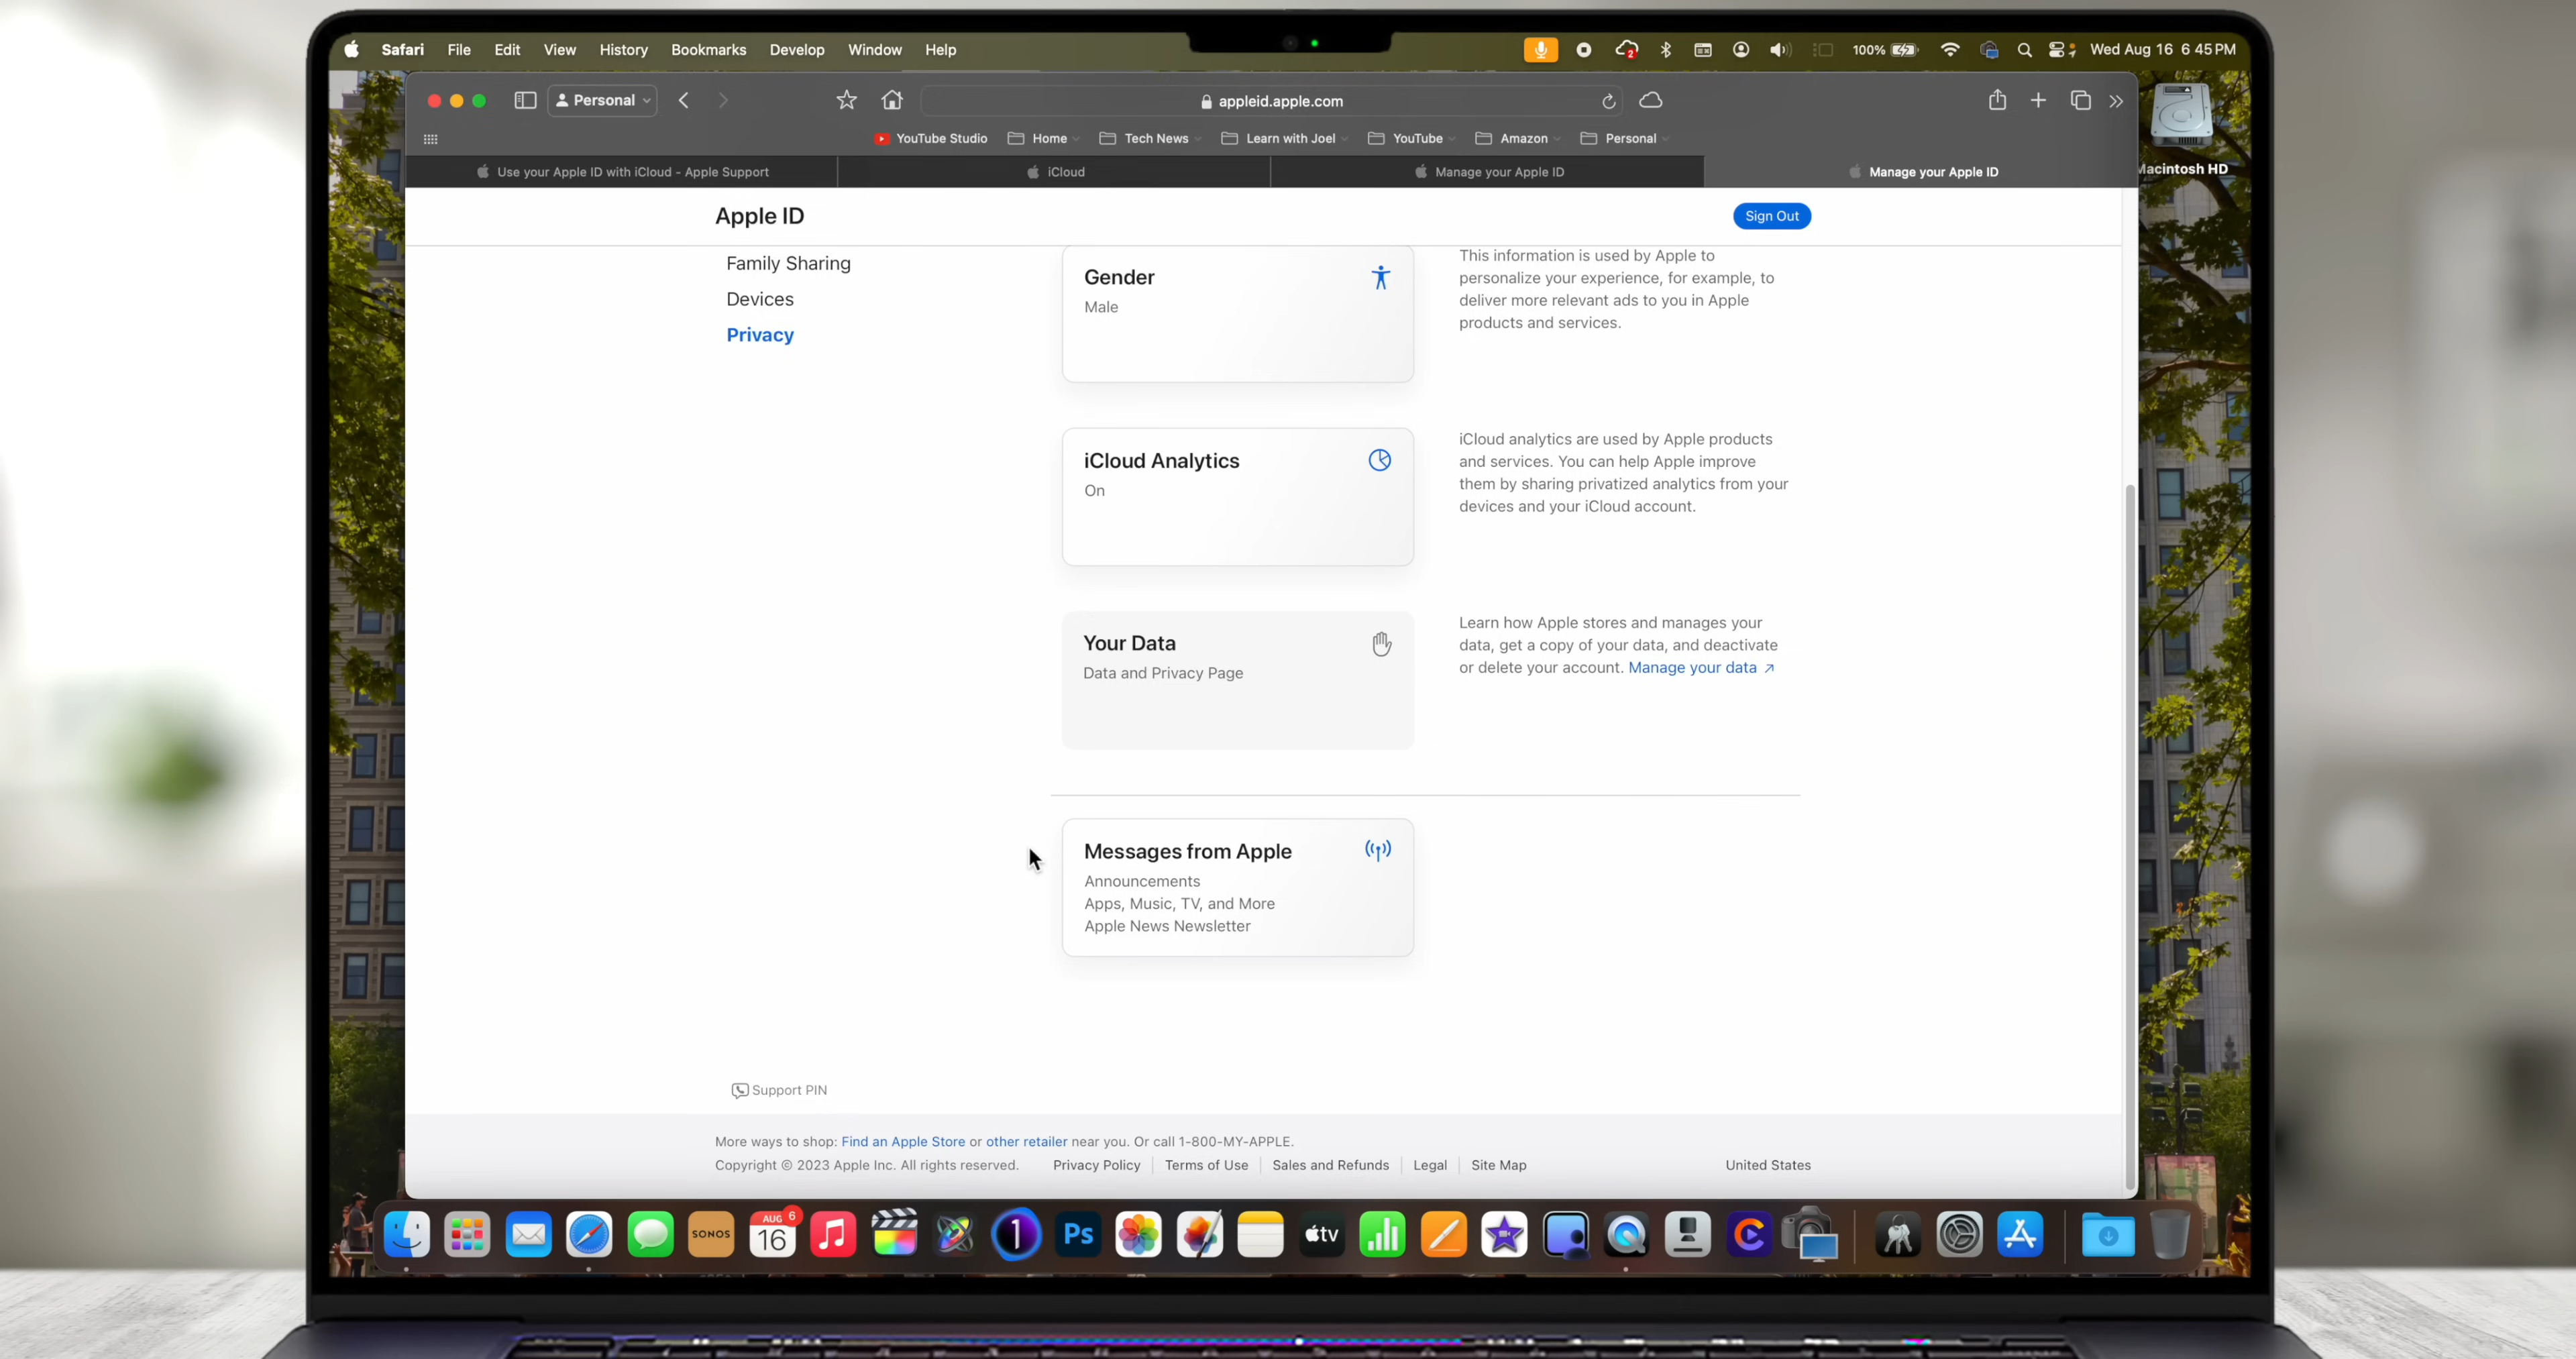 Safari File Edit View History Bookmarks Develop Window Help
2
100%
Wed Aug 16 6 45 PM
Personal
appleid.apple.com
YouTube Studio
Home
Tech News
Learn with Joel
YouTube
Amazon
Personal
Use your Apple ID with iCloud - Apple Support
iCloud
Manage your Apple ID
Manage your Apple ID
acintosh HD
Apple ID
Sign Out
Family Sharing
Devices
Privacy
Gender
Male
This information is used by Apple to
personalize your experience, for example, to
deliver more relevant ads to you in Apple
products and services.
iCloud Analytics
On
iCloud analytics are used by Apple products
and services. You can help Apple improve
them by sharing privatized analytics from your
devices and your iCloud account.
Your Data
Data and Privacy Page
Learn how Apple stores and manages your
data, get a copy of your data, and deactivate
or delete your account. Manage your data ↗
Messages from Apple
Announcements
Apps, Music, TV, and More
Apple News Newsletter
Support PIN
More ways to shop: Find an Apple Store or other retailer near you. Or call 1-800-MY-APPLE.
Copyright © 2023 Apple Inc. All rights reserved.
Privacy Policy
Terms of Use
Sales and Refunds
Legal
Site Map
United States
SONOS
AUG
6
16
1
Ps
tv